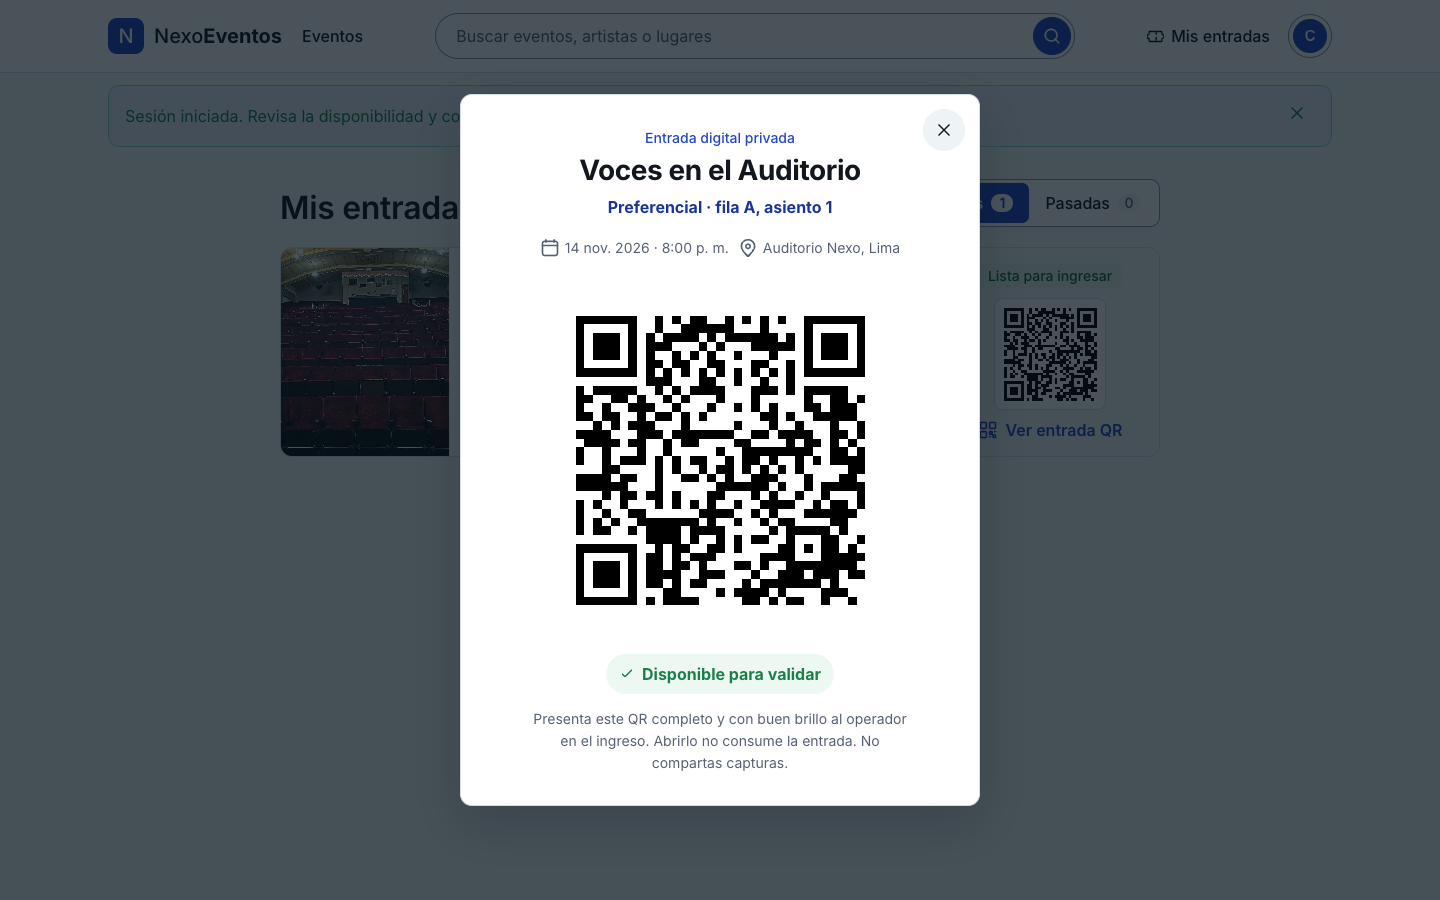 N NexoEventos Eventos Buscar eventos, artistas o lugares Mis entradas C
Sesión iniciada. Revisa la disponibilidad y
Entrada digital privada
Voces en el Auditorio
Preferencial · fila A, asiento 1
14 nov. 2026 · 8:00 p. m. Auditorio Nexo, Lima
Mis
1 Pasadas 0
Lista para ingresar
Ver entrada QR
Disponible para validar
Presenta este QR completo y con buen brillo al operador
en el ingreso. Abrirlo no consume la entrada. No
compartas capturas.